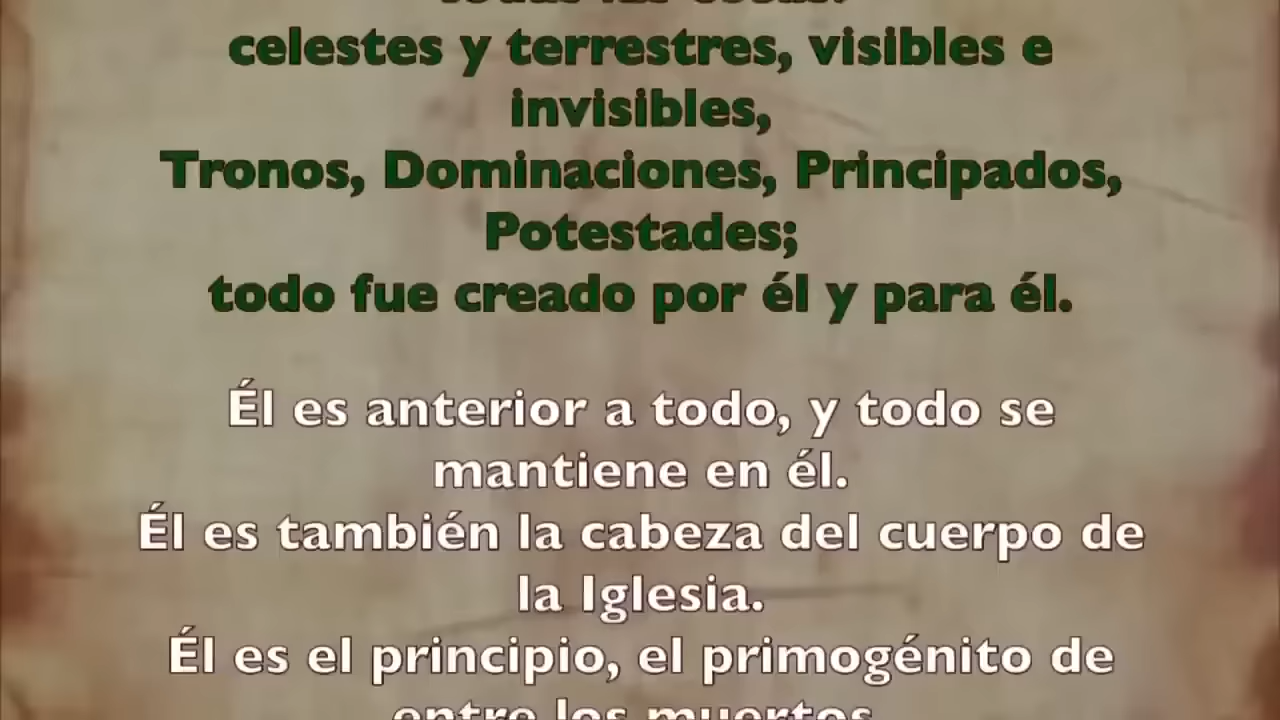 celestes y terrestres, visibles e
invisibles,
Tronos, Dominaciones, Principados,
Potestades;
todo fue creado por él y para él.
Él es anterior a todo, y todo se
mantiene en él.
Él es también la cabeza del cuerpo de
la Iglesia.
Él es el principio, el primogénito de
entre los muertos